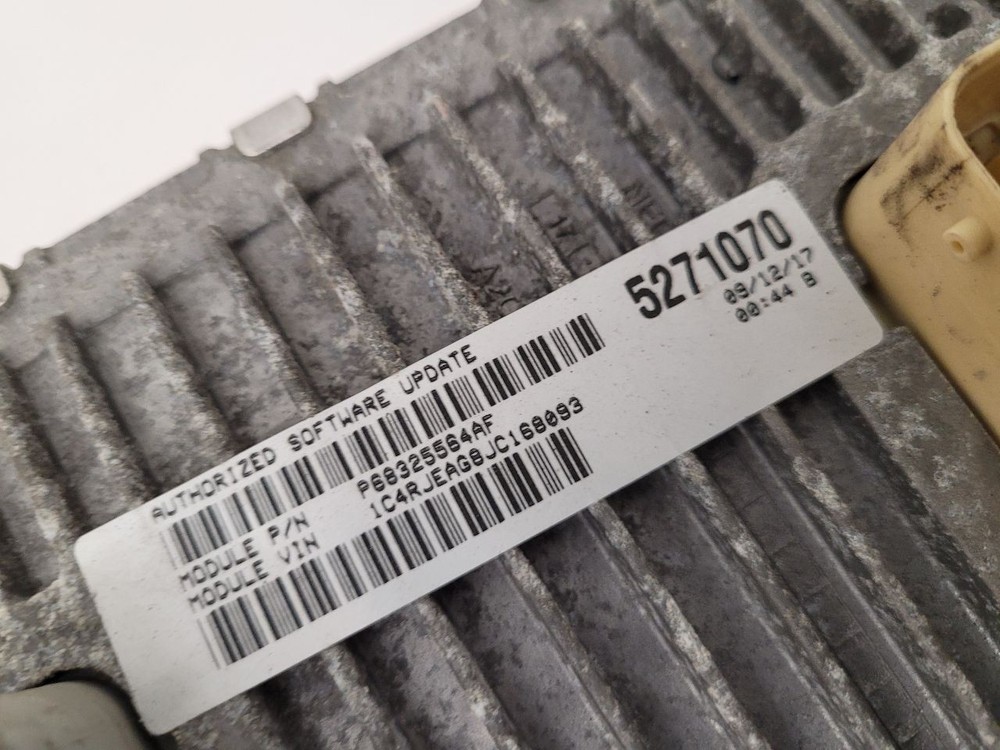 5271070
09/12/17
00:44 B
AUTHORIZED SOFTWARE UPDATE
P68325564AF
MODULE P/N
1C4RJEAG8JC168093
MODULE VIN